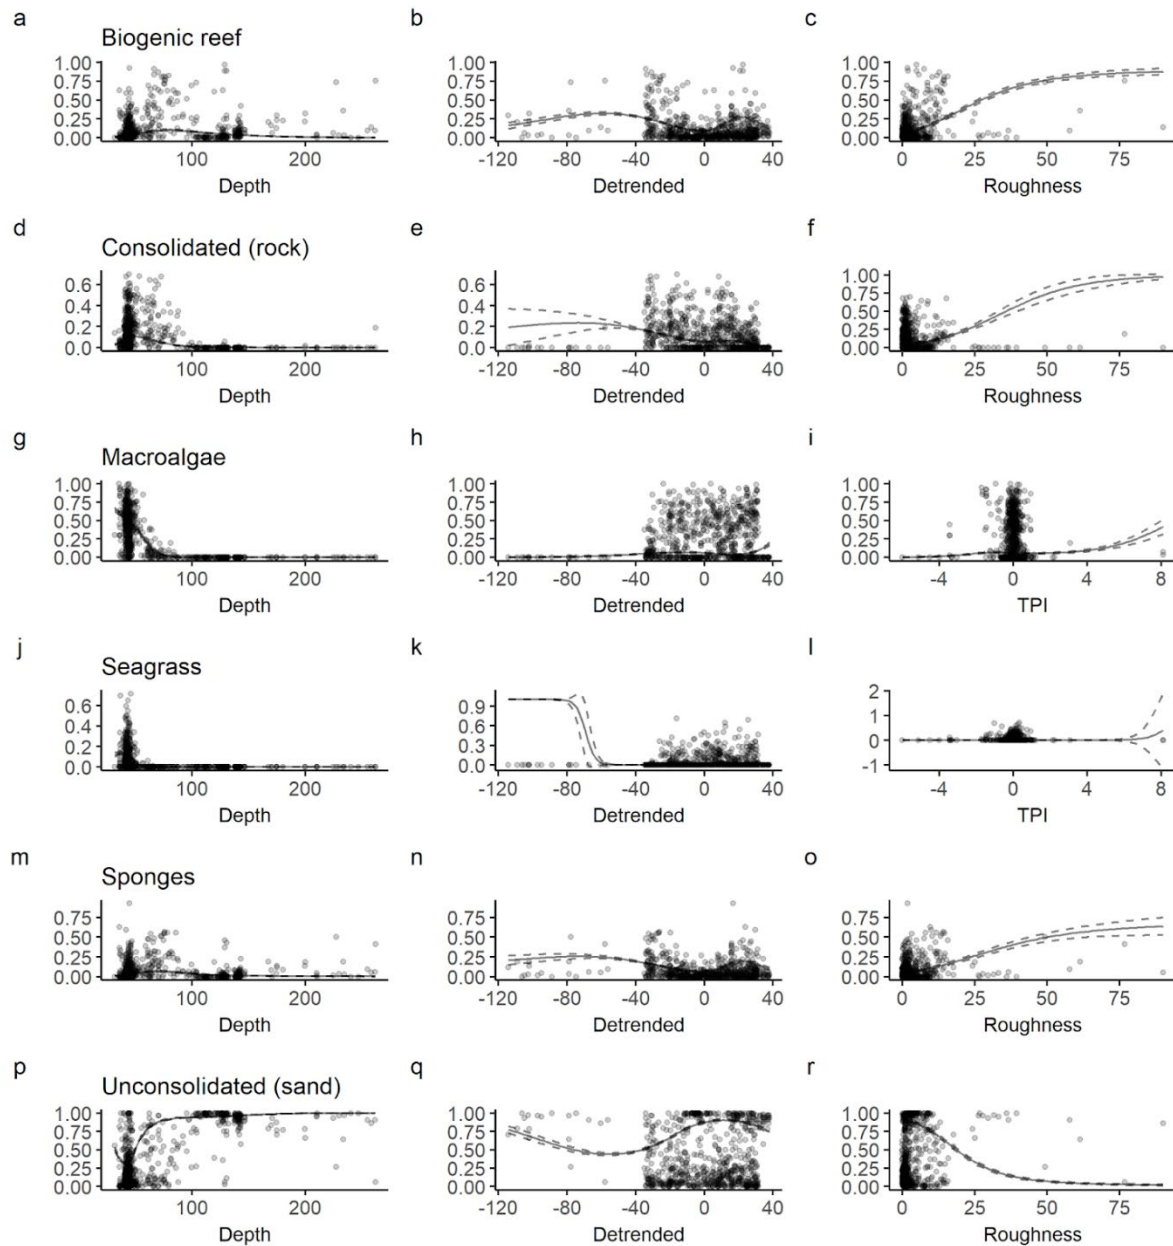 a b c
Biogenic reef
1.00 1.00 1.00
0.75 0.75 0.75
0.50 0.50 0.50
0.25 0.25 0.25
0.00 0.00 0.00
100 200 -120 -80 -40 0 40 0 25 50 75
Depth Detrended Roughness
d e f
Consolidated (rock)
0.6 0.6 1.00
0.4 0.4 0.75
0.2 0.2 0.50
0.0 0.0 0.25
0.00
100 200 -120 -80 -40 0 40 0 25 50 75
Depth Detrended Roughness
g h i
Macroalgae
1.00 1.00 1.00
0.75 0.75 0.75
0.50 0.50 0.50
0.25 0.25 0.25
0.00 0.00 0.00
100 200 -120 -80 -40 0 40 -4 0 4 8
Depth Detrended TPI
j k l
Seagrass
0.6 0.9 2
0.4 0.6 1
0.2 0.3 0
0.0 0.0 -1
100 200 -120 -80 -40 0 40 -4 0 4 8
Depth Detrended TPI
m n o
Sponges
0.75 0.75 0.75
0.50 0.50 0.50
0.25 0.25 0.25
0.00 0.00 0.00
100 200 -120 -80 -40 0 40 0 25 50 75
Depth Detrended Roughness
p q r
Unconsolidated (sand)
1.00 1.00 1.00
0.75 0.75 0.75
0.50 0.50 0.50
0.25 0.25 0.25
0.00 0.00 0.00
100 200 -120 -80 -40 0 40 0 25 50 75
Depth Detrended Roughness